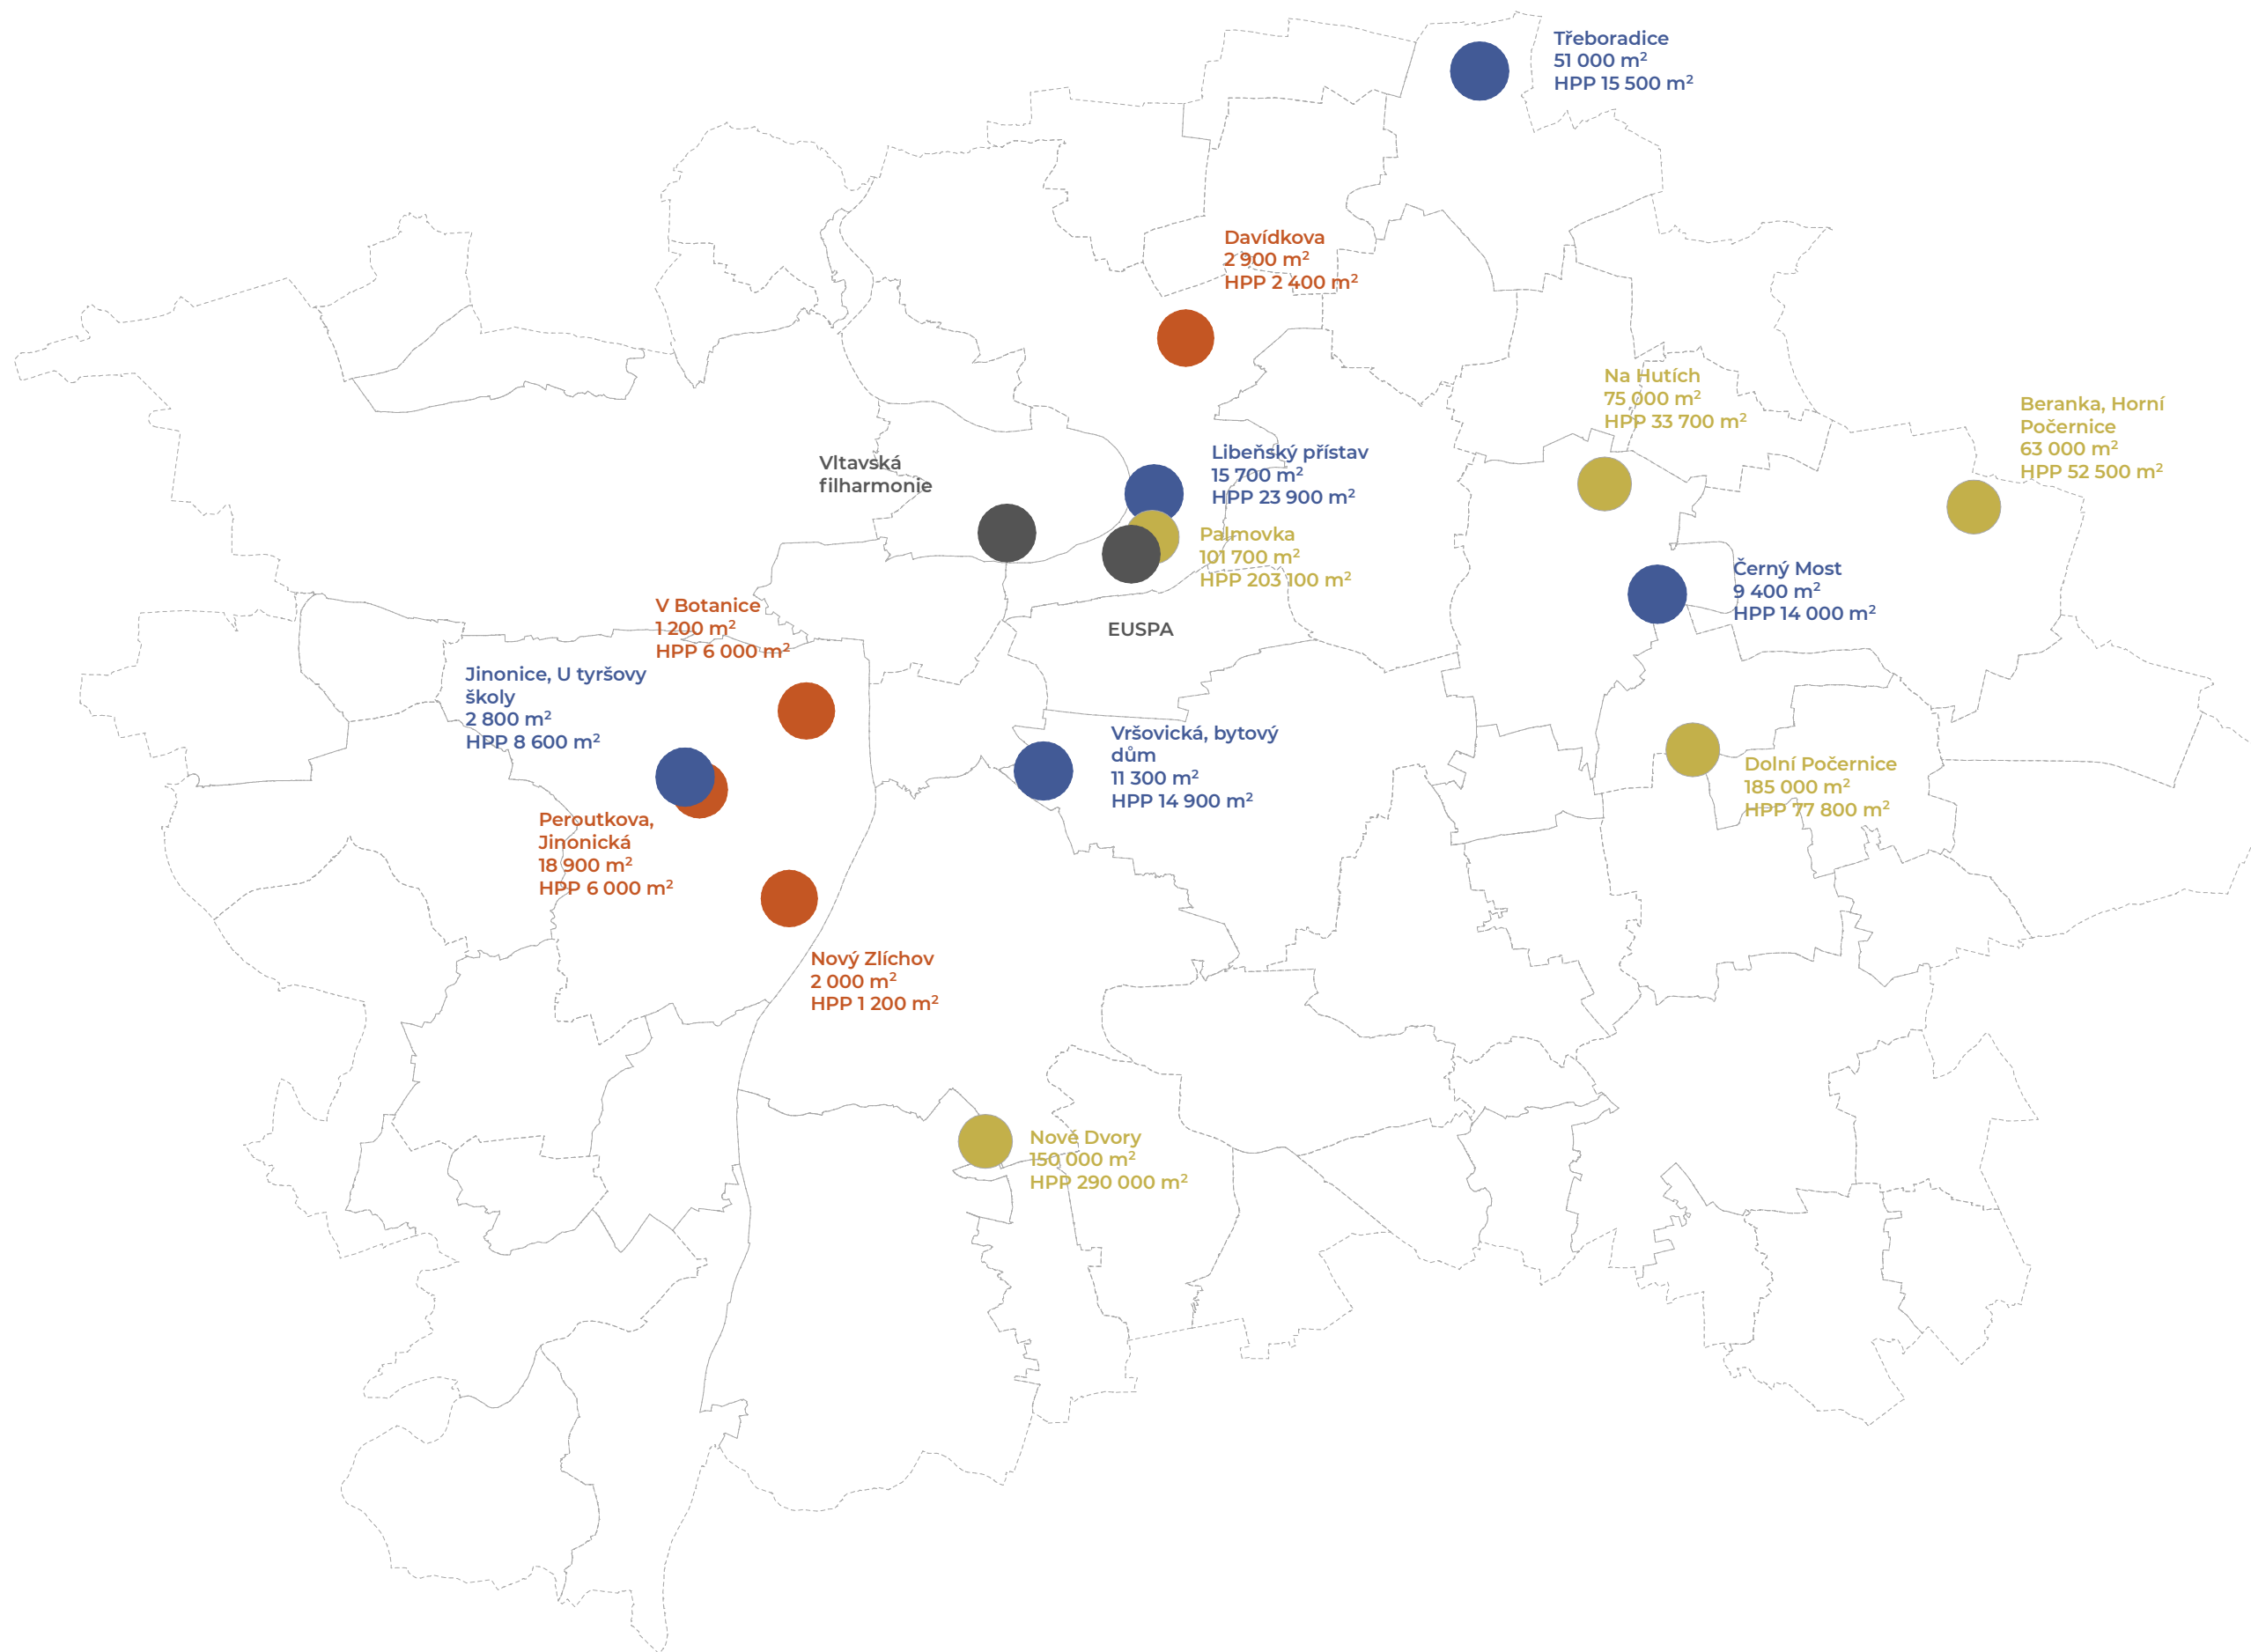 Třeboradice
51 000 m²
HPP 15 500 m²
Davídkova
2 900 m²
HPP 2 400 m²
Na Hutích
75 000 m²
HPP 33 700 m²
Beranka, Horní
Počernice
63 000 m²
HPP 52 500 m²
Vltavská
filharmonie
Libeňský přístav
15 700 m²
HPP 23 900 m²
Palmovka
101 700 m²
HPP 203 100 m²
Černý Most
9 400 m²
HPP 14 000 m²
EUSPA
V Botanice
1 200 m²
HPP 6 000 m²
Jinonice, U tyršovy
školy
2 800 m²
HPP 8 600 m²
Vršovická, bytový
dům
11 300 m²
HPP 14 900 m²
Dolní Počernice
185 000 m²
HPP 77 800 m²
Peroutkova,
Jinonická
18 900 m²
HPP 6 000 m²
Nový Zlíchov
2 000 m²
HPP 1 200 m²
Nové Dvory
150 000 m²
HPP 290 000 m²